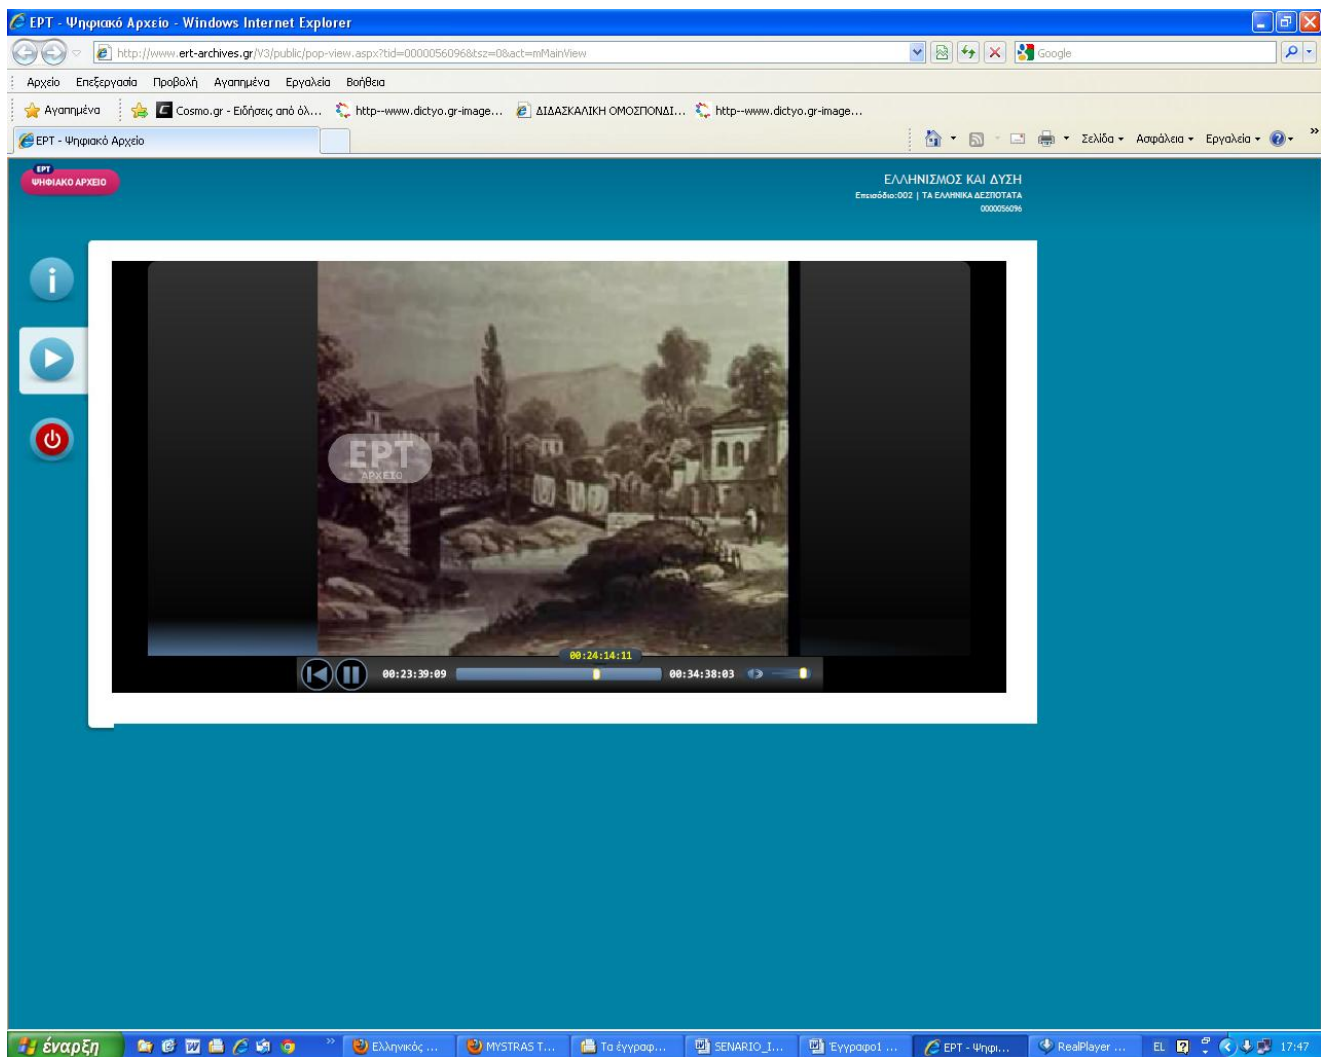 ΕΡΤ - Ψηφιακό Αρχείο - Windows Internet Explorer
http://www.ert-archives.gr/V3/public/pop-view.aspx?tid=0000056096&tsz=0&act=mMainView
Google
Αρχείο Επεξεργασία Προβολή Αγαπημένα Εργαλεία Βοήθεια
Αγαπημένα Cosmo.gr - Ειδήσεις από όλ... http--www.dictyo.gr-image... ΔΙΔΑΣΚΑΛΙΚΗ ΟΜΟΣΠΟΝΔΙ... http--www.dictyo.gr-image...
ΕΡΤ - Ψηφιακό Αρχείο
Σελίδα Ασφάλεια Εργαλεία »
ΕΡΤ
ΨΗΦΙΑΚΟ ΑΡΧΕΙΟ
ΕΛΛΗΝΙΣΜΟΣ ΚΑΙ ΔΥΣΗ
Επεισόδιο:002 | ΤΑ ΕΛΛΗΝΙΚΑ ΔΕΣΠΟΤΑΤΑ
0000056096
i
ΕΡΤ
ΑΡΧΕΙΟ
00:24:14:11
00:23:39:09 00:34:38:03
έναρξη » Ελληνικός ... MYSTRAS T... Τα έγγραφ... SENARIO_I... Έγγραφο1 ... ΕΡΤ - Ψηφι... RealPlayer ... EL 17:47